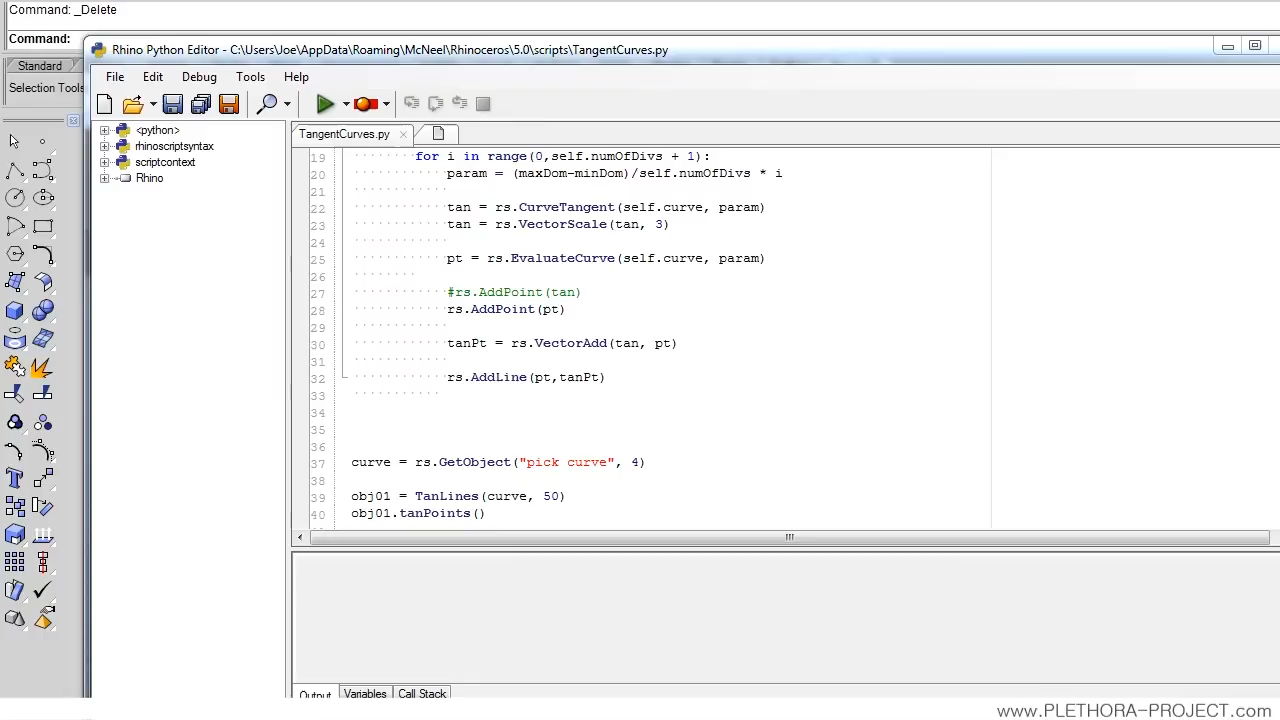 Command: _Delete
Command:
Standard
Selection Tools
Rhino Python Editor - C:\Users\Joe\AppData\Roaming\McNeel\Rhinoceros\5.0\scripts\TangentCurves.py
File Edit Debug Tools Help
<python>
rhinoscriptsyntax
scriptcontext
Rhino
TangentCurves.py
19 for i in range(0,self.numOfDivs + 1):
20 param = (maxDom-minDom)/self.numOfDivs * i
21
22 tan = rs.CurveTangent(self.curve, param)
23 tan = rs.VectorScale(tan, 3)
24
25 pt = rs.EvaluateCurve(self.curve, param)
26
27 #rs.AddPoint(tan)
28 rs.AddPoint(pt)
29
30 tanPt = rs.VectorAdd(tan, pt)
31
32 rs.AddLine(pt,tanPt)
33
34
35
36
37 curve = rs.GetObject("pick curve", 4)
38
39 obj01 = TanLines(curve, 50)
40 obj01.tanPoints()
Output Variables Call Stack
www.PLETHORA-PROJECT.com